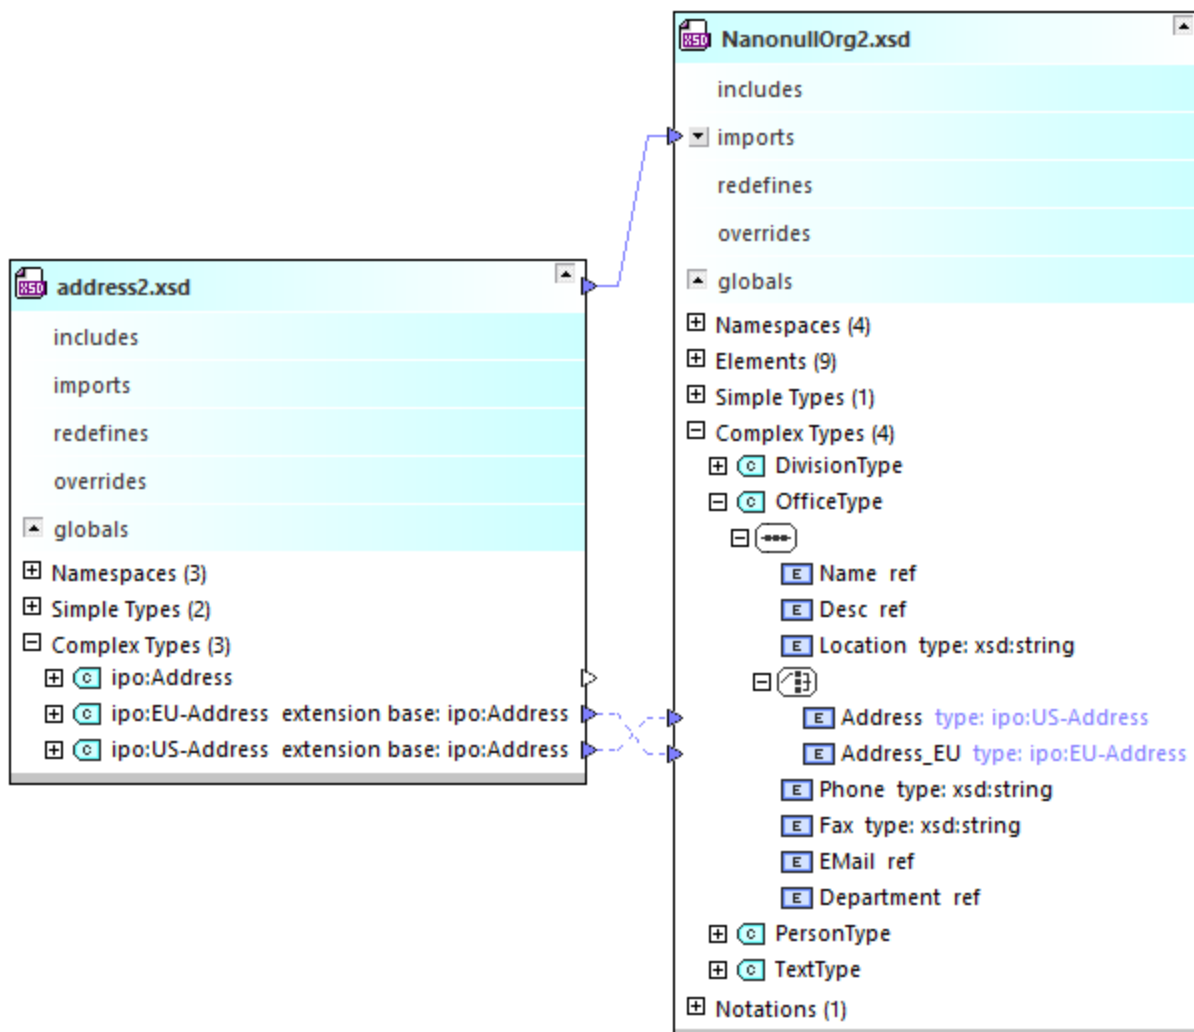 XSD address2.xsd
includes
imports
redefines
overrides
globals
Namespaces (3)
Simple Types (2)
Complex Types (3)
C ipo:Address
C ipo:EU-Address extension base: ipo:Address
C ipo:US-Address extension base: ipo:Address
XSD NanonullOrg2.xsd
includes
imports
redefines
overrides
globals
Namespaces (4)
Elements (9)
Simple Types (1)
Complex Types (4)
C DivisionType
C OfficeType
E Name ref
E Desc ref
E Location type: xsd:string
E Address type: ipo:US-Address
E Address_EU type: ipo:EU-Address
E Phone type: xsd:string
E Fax type: xsd:string
E EMail ref
E Department ref
C PersonType
C TextType
Notations (1)